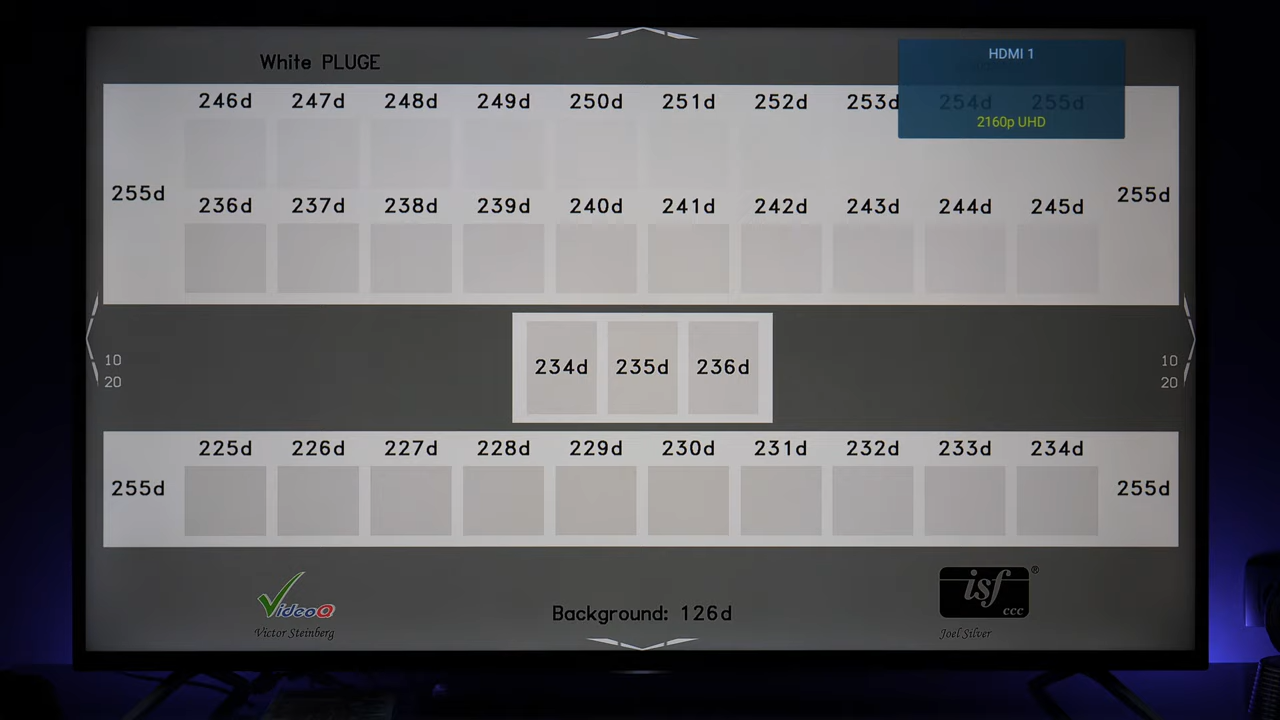 White PLUGE
HDMI 1
2160p UHD
246d 247d 248d 249d 250d 251d 252d 253d 254d 255d
255d 255d
236d 237d 238d 239d 240d 241d 242d 243d 244d 245d
10 10
20 20
234d 235d 236d
225d 226d 227d 228d 229d 230d 231d 232d 233d 234d
255d 255d
VideoQ
Victor Steinberg
Background: 126d
isf ®
ccc
Joel Silver